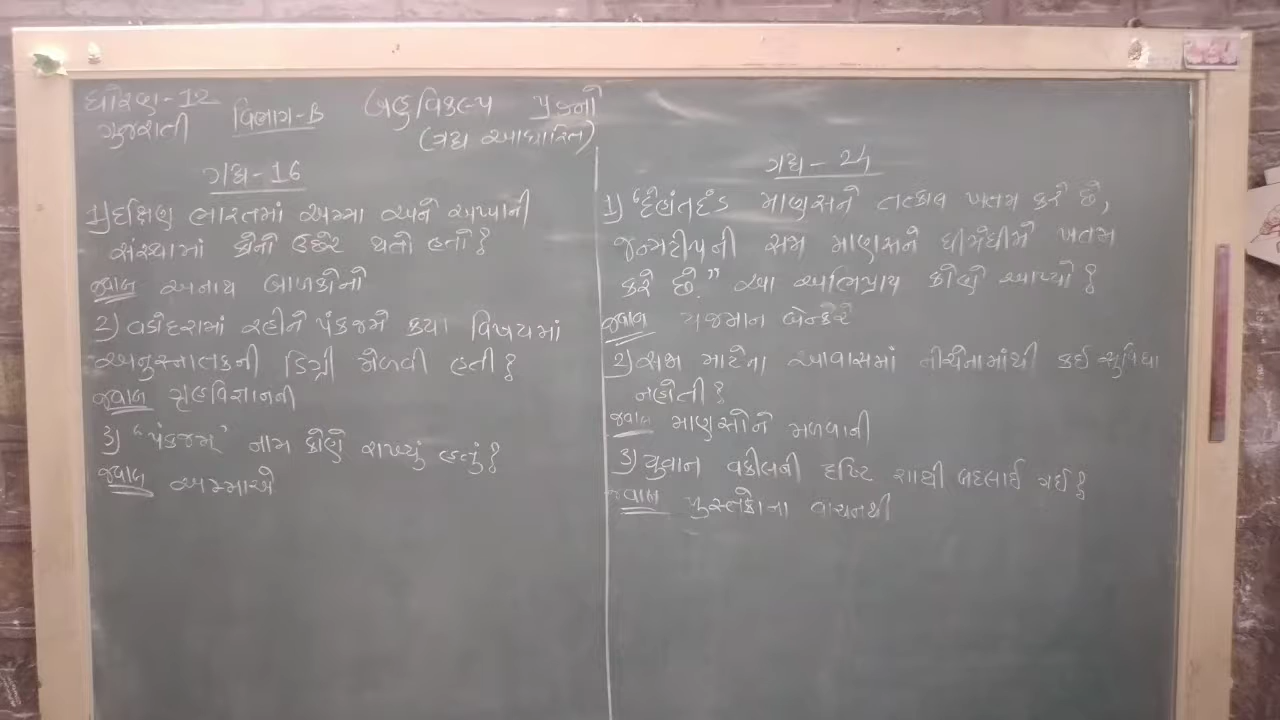 ધોરણ-12
ગુજરાતી
વિભાગ-B
બહુવિકલ્પ પ્રશ્નો
(ગદ્ય આધારિત)
ગદ્ય-16
1) દક્ષિણ ભારતમાં અમ્મા અને અપ્પાની
સંસ્થામાં કોનો ઉછેર થતો હતો?
જવાબ અનાથ બાળકોનો
2) વડોદરામાં રહીને પંકજમે કયા વિષયમાં
અનુસ્નાતકની ડિગ્રી મેળવી હતી?
જવાબ ગૃહવિજ્ઞાનની
3) "પંકજમ્" નામ કોણે રાખ્યું હતું?
જવાબ અમ્માએ
ગદ્ય - 24
1) "દેહાંતદંડ માણસને તત્કાળ ખતમ કરે છે,
જન્મટીપની સજા માણસને ધીમેધીમે ખતમ
કરે છે." આ અભિપ્રાય કોણે આપ્યો?
જવાબ યજમાન બેન્કરે
2) સજા માટેના આવાસમાં નીચેનામાંથી કઇ સુવિધા
નહોતી?
જવાબ માણસોને મળવાની
3) યુવાન વકીલની દૃષ્ટિ શાથી બદલાઈ ગઈ?
જવાબ પુસ્તકોના વાચનથી